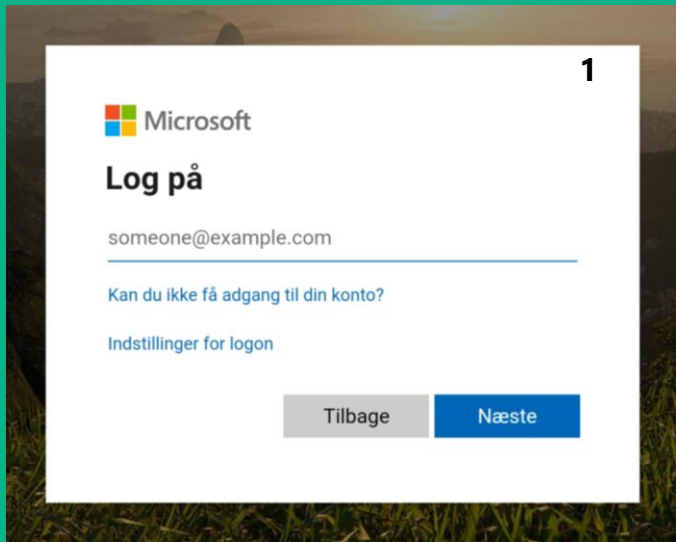 1
Microsoft
Log på
someone@example.com
Kan du ikke få adgang til din konto?
Indstillinger for logon
Tilbage Næste